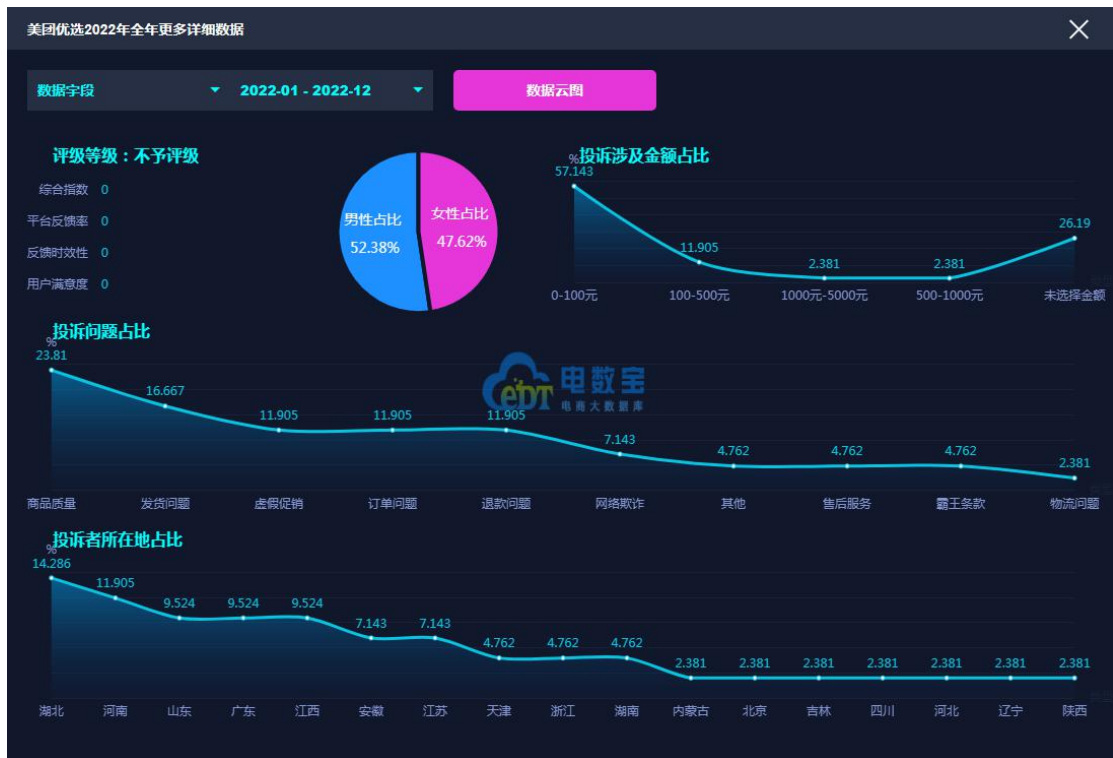 美团优选2022年全年更多详细数据
数据字段
2022-01 - 2022-12
数据云图
评级等级：不予评级
综合指数 0
平台反馈率 0
反馈时效性 0
用户满意度 0
男性占比
52.38%
女性占比
47.62%
投诉涉及金额占比
%
57.143
11.905
2.381
2.381
26.19
0-100元 100-500元 1000元-5000元 500-1000元 未选择金额
投诉问题占比
%
23.81
16.667
11.905
11.905
11.905
7.143
4.762
4.762
4.762
2.381
商品质量 发货问题 虚假促销 订单问题 退款问题 网络欺诈 其他 售后服务 霸王条款 物流问题
ebDT 电数宝
电商大数据库
投诉者所在地占比
%
14.286
11.905
9.524
9.524
9.524
7.143
7.143
4.762
4.762
4.762
2.381
2.381
2.381
2.381
2.381
2.381
2.381
湖北 河南 山东 广东 江西 安徽 江苏 天津 浙江 湖南 内蒙古 北京 吉林 四川 河北 辽宁 陕西